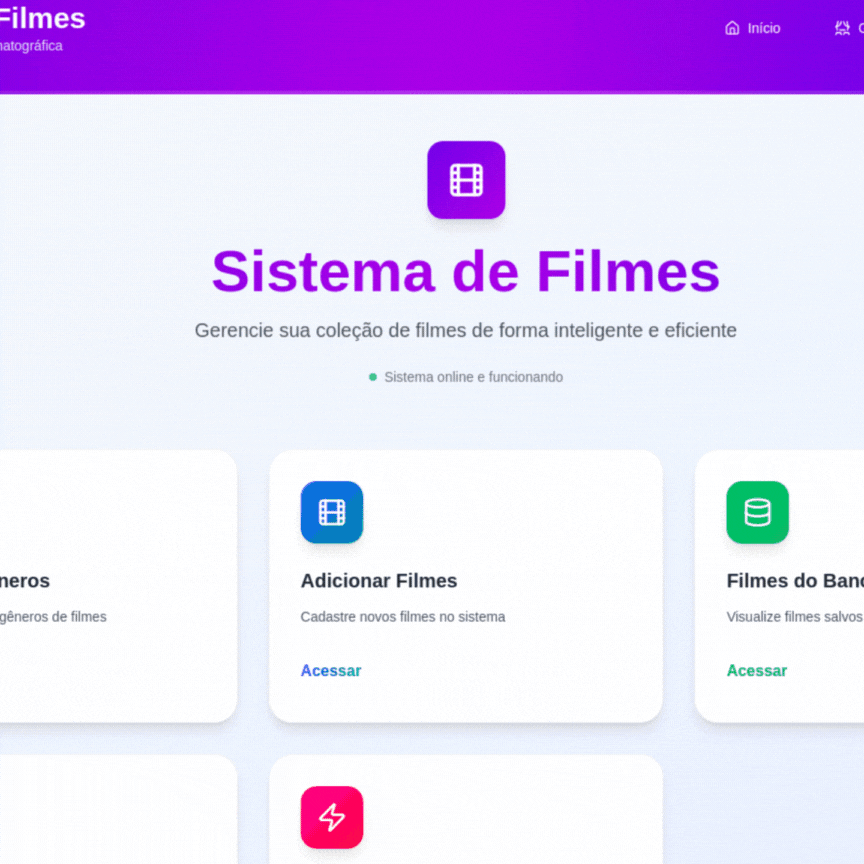 Filmes
natográfica
Início
Sistema de Filmes
Gerencie sua coleção de filmes de forma inteligente e eficiente
Sistema online e funcionando
neros
gêneros de filmes
Adicionar Filmes
Cadastre novos filmes no sistema
Acessar
Filmes do Banc
Visualize filmes salvos
Acessar